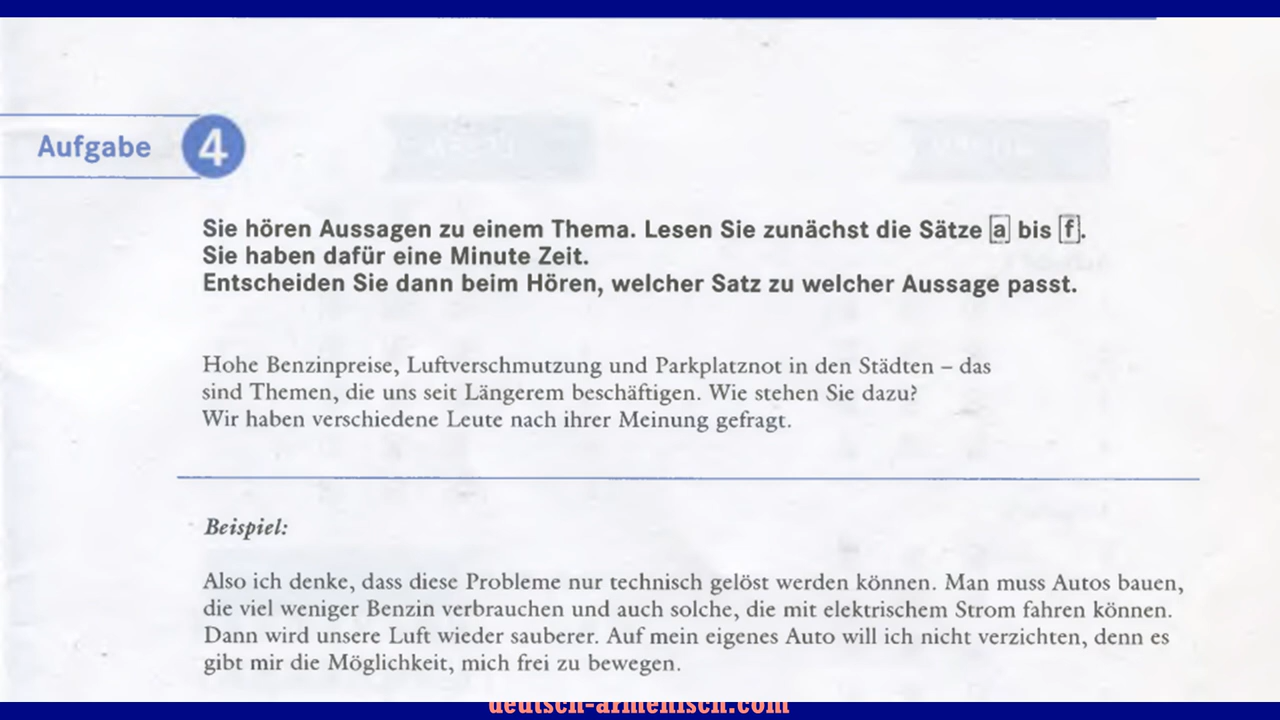 Aufgabe 4
Sie hören Aussagen zu einem Thema. Lesen Sie zunächst die Sätze a bis f.
Sie haben dafür eine Minute Zeit.
Entscheiden Sie dann beim Hören, welcher Satz zu welcher Aussage passt.
Hohe Benzinpreise, Luftverschmutzung und Parkplatznot in den Städten – das
sind Themen, die uns seit Längerem beschäftigen. Wie stehen Sie dazu?
Wir haben verschiedene Leute nach ihrer Meinung gefragt.
Beispiel:
Also ich denke, dass diese Probleme nur technisch gelöst werden können. Man muss Autos bauen,
die viel weniger Benzin verbrauchen und auch solche, die mit elektrischem Strom fahren können.
Dann wird unsere Luft wieder sauberer. Auf mein eigenes Auto will ich nicht verzichten, denn es
gibt mir die Möglichkeit, mich frei zu bewegen.
deutsch-armenisch.com